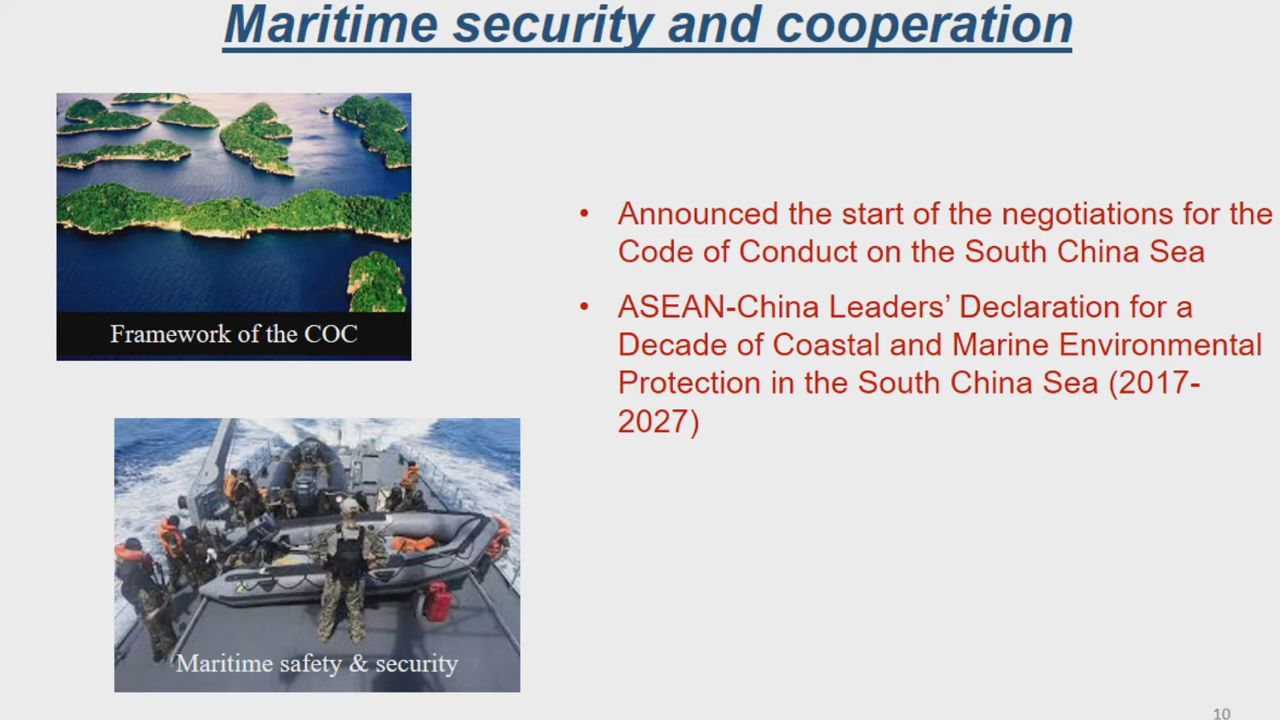 Maritime security and cooperation
Framework of the COC
• Announced the start of the negotiations for the
Code of Conduct on the South China Sea
• ASEAN-China Leaders’ Declaration for a
Decade of Coastal and Marine Environmental
Protection in the South China Sea (2017-
2027)
Maritime safety & security
10